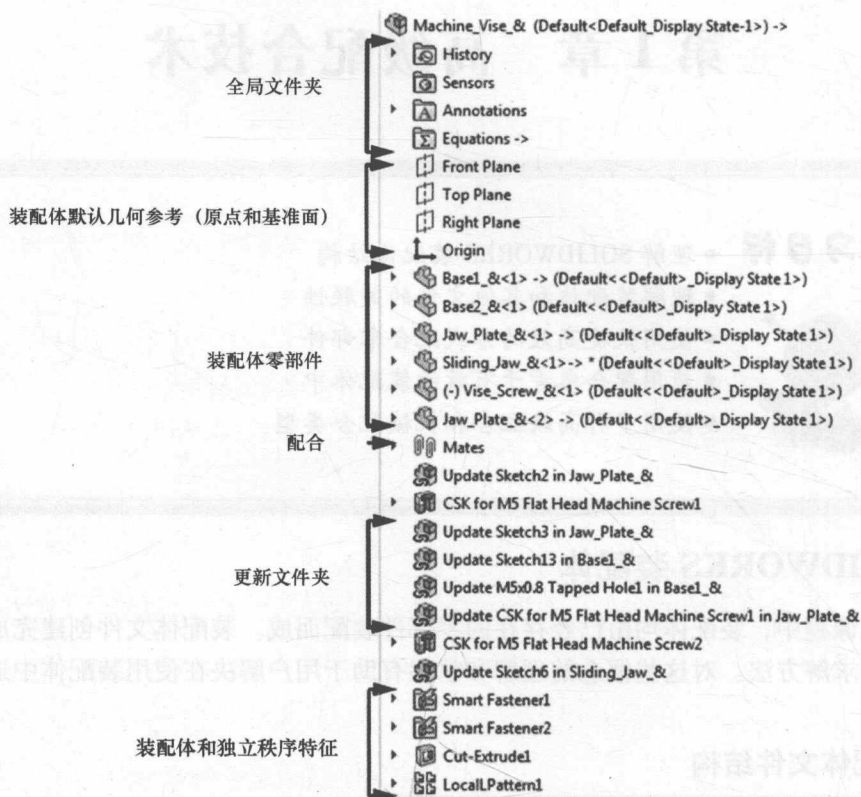 Machine_Vise_& (Default<Default_Display State-1>) ->
全局文件夹
History
Sensors
Annotations
Equations ->
装配体默认几何参考（原点和基准面）
Front Plane
Top Plane
Right Plane
Origin
装配体零部件
Base1_&<1> -> (Default<<Default>_Display State 1>)
Base2_&<1> (Default<<Default>_Display State 1>)
Jaw_Plate_&<1> -> (Default<<Default>_Display State 1>)
Sliding_Jaw_&<1> -> * (Default<<Default>_Display State 1>)
(-) Vise_Screw_&<1> (Default<<Default>_Display State 1>)
Jaw_Plate_&<2> -> (Default<<Default>_Display State 1>)
配合
Mates
Update Sketch2 in Jaw_Plate_&
CSK for M5 Flat Head Machine Screw1
更新文件夹
Update Sketch3 in Jaw_Plate_&
Update Sketch13 in Base1_&
Update M5x0.8 Tapped Hole1 in Base1_&
Update CSK for M5 Flat Head Machine Screw1 in Jaw_Plate_&
CSK for M5 Flat Head Machine Screw2
Update Sketch6 in Sliding_Jaw_&
装配体和独立秩序特征
Smart Fastener1
Smart Fastener2
Cut-Extrude1
LocalLPattern1